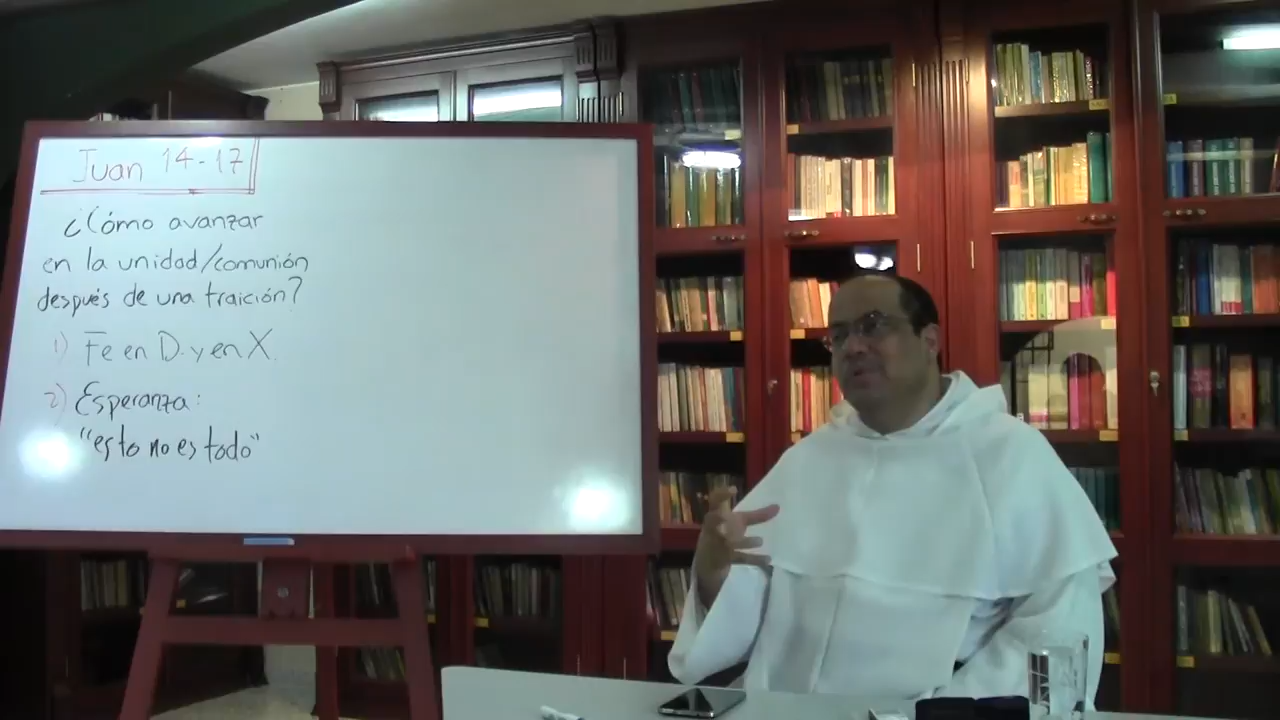 Juan 14-17
¿Cómo avanzar
en la unidad/comunión
después de una traición?
1) Fe en D. y en X.
2) Esperanza:
"esto no es todo"